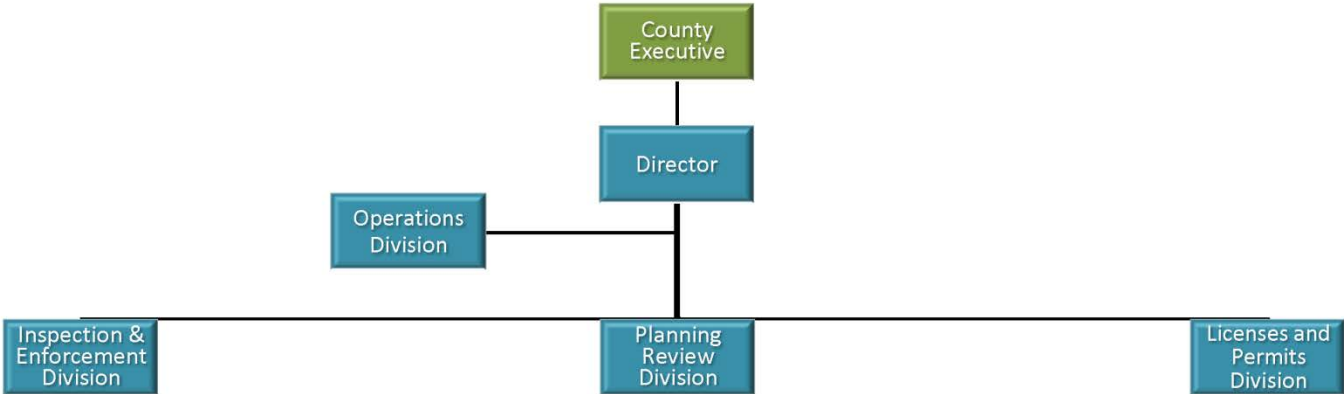 County
Executive
Director
Operations
Division
Inspection &
Enforcement
Division
Planning
Review
Division
Licenses and
Permits
Division